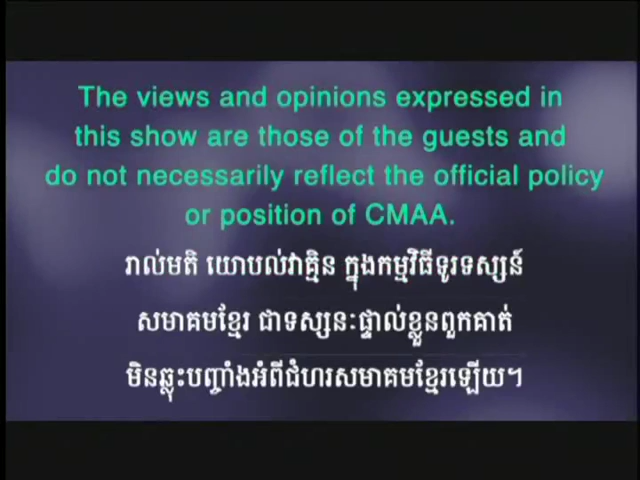 The views and opinions expressed in
this show are those of the guests and
do not necessarily reflect the official policy
or position of CMAA.
រាល់មតិ យោបល់វាគ្មិន ក្នុងកម្មវិធីទូរទស្សន៍
សមាគមខ្មែរ ជាទស្សនៈផ្ទាល់ខ្លួនពួកគាត់
មិនឆ្លុះបញ្ចាំងអំពីជំហរសមាគមខ្មែរឡើយ។